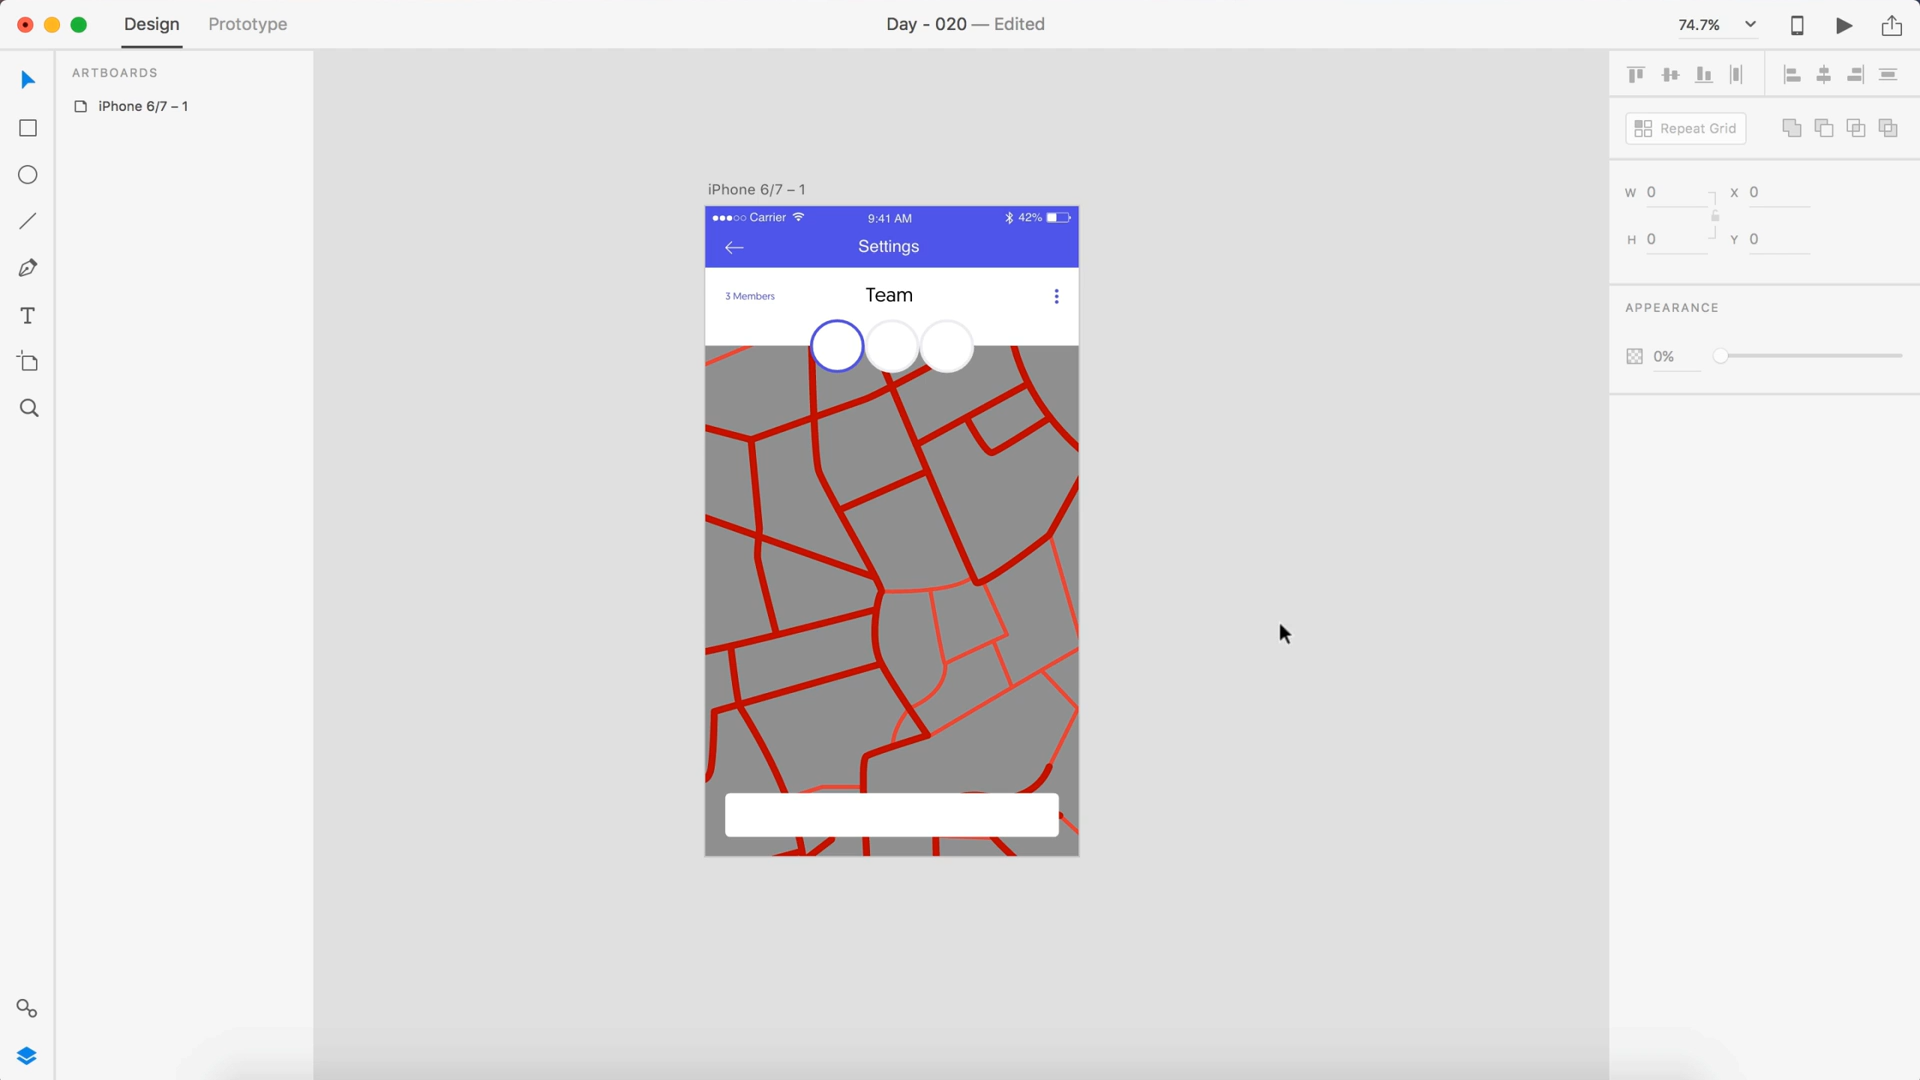 Design Prototype Day - 020 — Edited 74.7%
ARTBOARDS
iPhone 6/7 – 1
Repeat Grid
W 0 X 0
H 0 Y 0
APPEARANCE
0%
iPhone 6/7 – 1
Carrier 9:41 AM 42%
Settings
3 Members Team
T